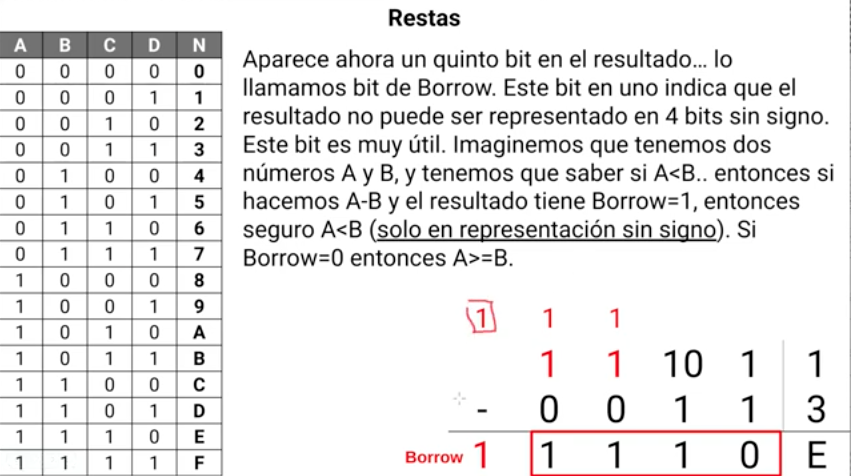 Restas
A B C D N
0 0 0 0 0
0 0 0 1 1
0 0 1 0 2
0 0 1 1 3
0 1 0 0 4
0 1 0 1 5
0 1 1 0 6
0 1 1 1 7
1 0 0 0 8
1 0 0 1 9
1 0 1 0 A
1 0 1 1 B
1 1 0 0 C
1 1 0 1 D
1 1 1 0 E
1 1 1 1 F
Aparece ahora un quinto bit en el resultado... lo
llamamos bit de Borrow. Este bit en uno indica que el
resultado no puede ser representado en 4 bits sin signo.
Este bit es muy útil. Imaginemos que tenemos dos
números A y B, y tenemos que saber si A<B.. entonces si
hacemos A-B y el resultado tiene Borrow=1, entonces
seguro A<B (solo en representación sin signo). Si
Borrow=0 entonces A>=B.
1 1 1
1 1 10 1 1
- 0 0 1 1 3
Borrow 1 1 1 1 0 E